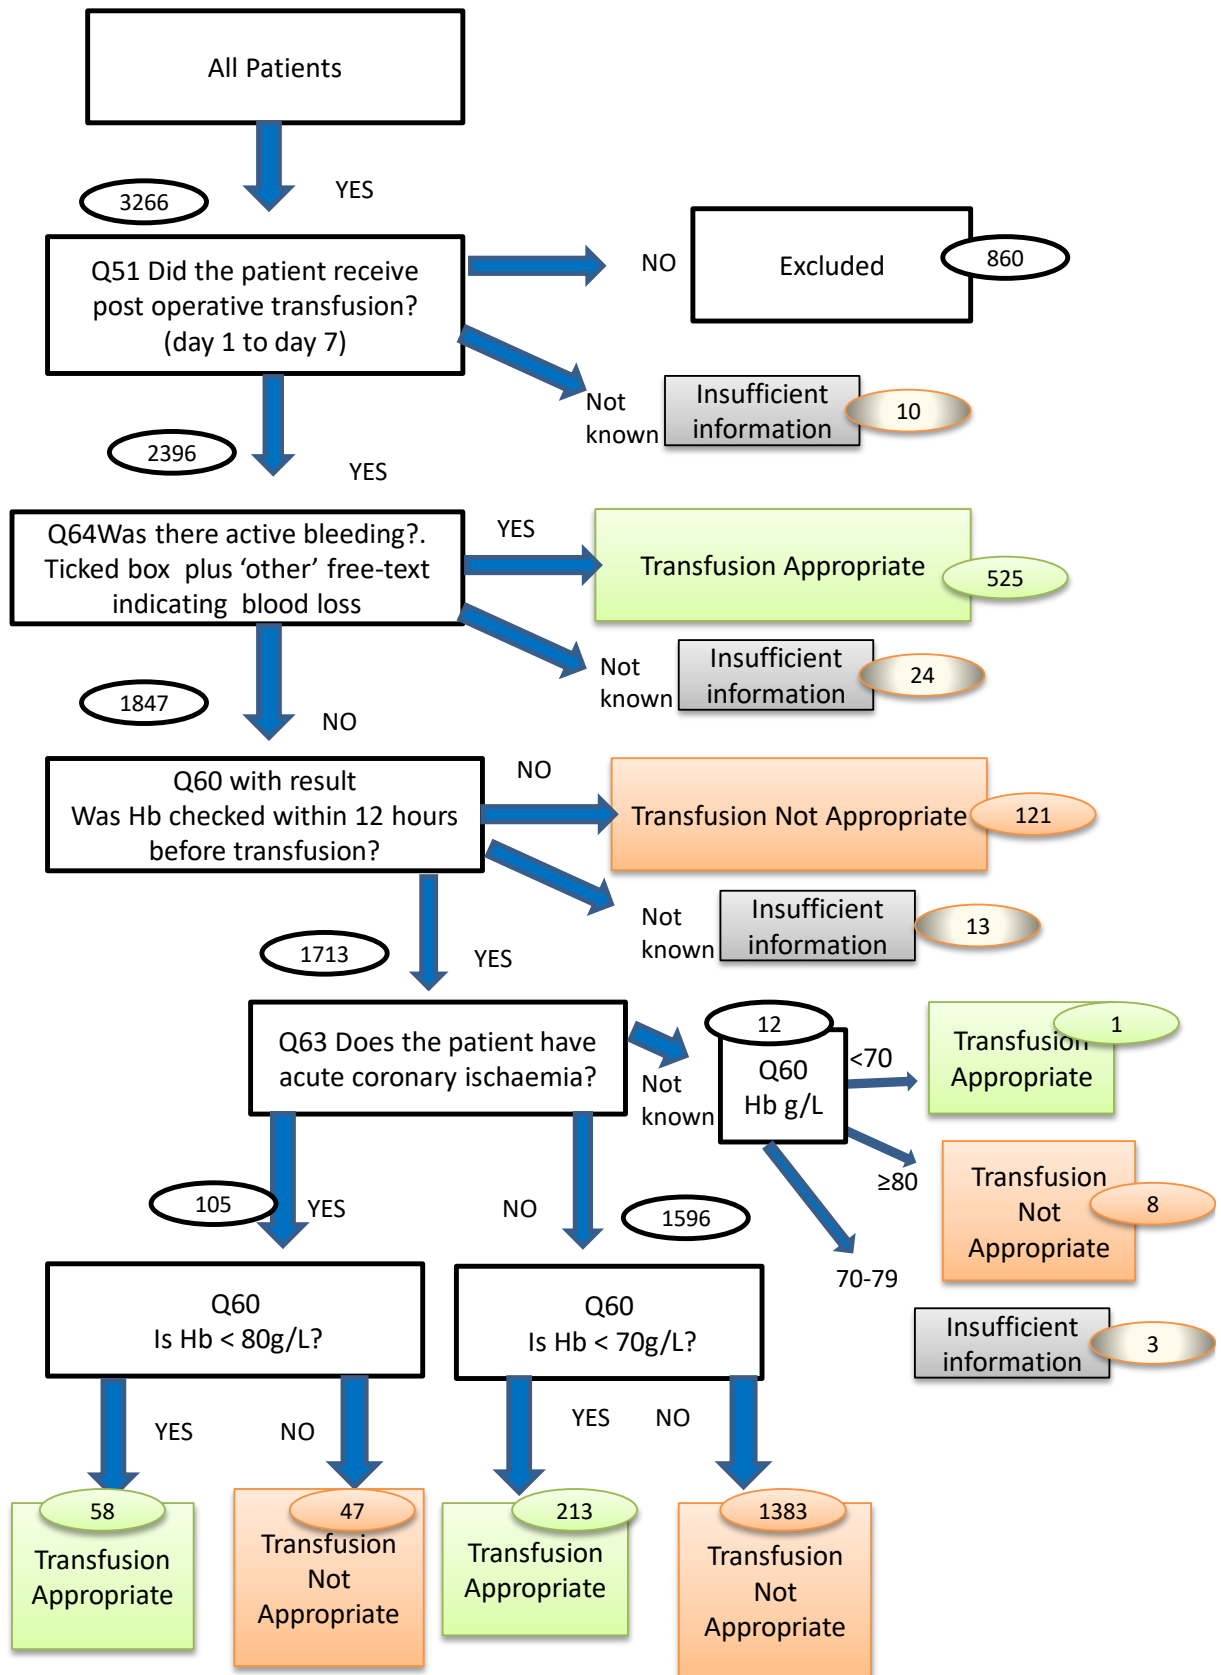 All Patients
3266
YES
Q51 Did the patient receive
post operative transfusion?
(day 1 to day 7)
NO
Excluded
860
Not
known
Insufficient
information
10
2396
YES
Q64Was there active bleeding?.
Ticked box plus ‘other’ free-text
indicating blood loss
YES
Transfusion Appropriate
525
Not
known
Insufficient
information
24
1847
NO
Q60 with result
Was Hb checked within 12 hours
before transfusion?
NO
Transfusion Not Appropriate
121
Not
known
Insufficient
information
13
1713
YES
Q63 Does the patient have
acute coronary ischaemia?
Not
known
12
Q60
Hb g/L
<70
1
Transfusion
Appropriate
≥80
Transfusion
Not
Appropriate
8
70-79
Insufficient
information
3
105
YES
NO
1596
Q60
Is Hb < 80g/L?
Q60
Is Hb < 70g/L?
YES
NO
YES
NO
58
Transfusion
Appropriate
47
Transfusion
Not
Appropriate
213
Transfusion
Appropriate
1383
Transfusion
Not
Appropriate